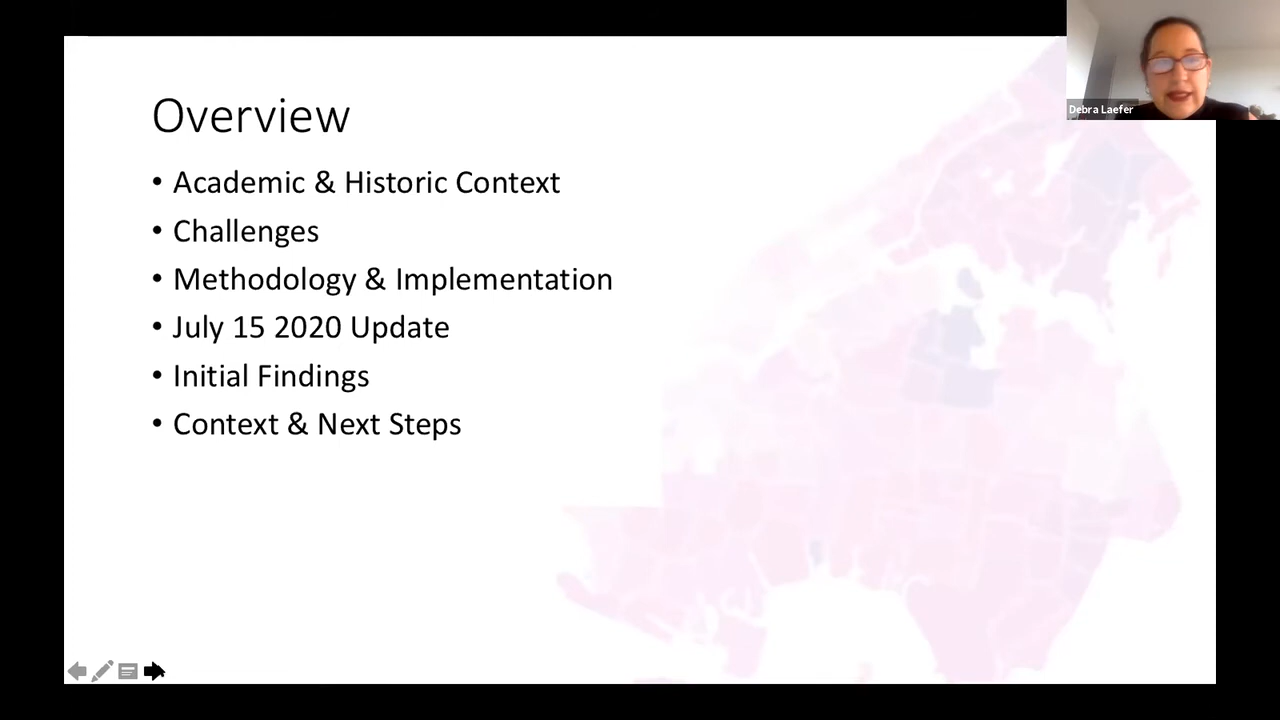 Overview
• Academic & Historic Context
• Challenges
• Methodology & Implementation
• July 15 2020 Update
• Initial Findings
• Context & Next Steps
Debra Laefer